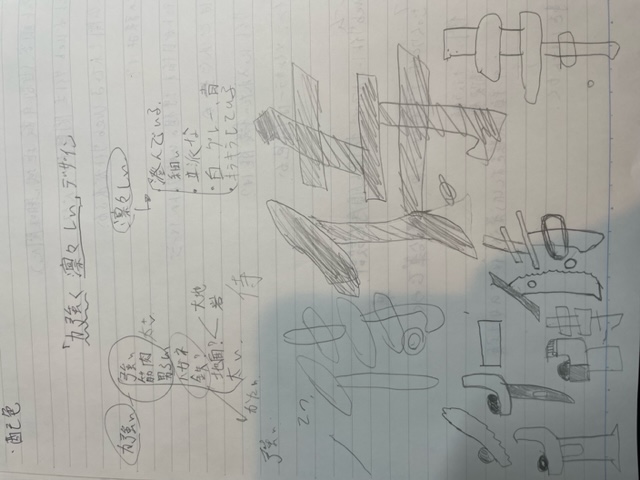 ・配色
「力強く 凛々しい」デザイン
力強い
強い
筋肉
男らしい
太さ
ハガネ
鉄?
地面?
大地
岩
太い
かたい
強い
凛々しい
澄んでいる
・細い
・立派な
・白 グレー、青
・キラキラしている
侍
侍
侍
侍
侍
侍